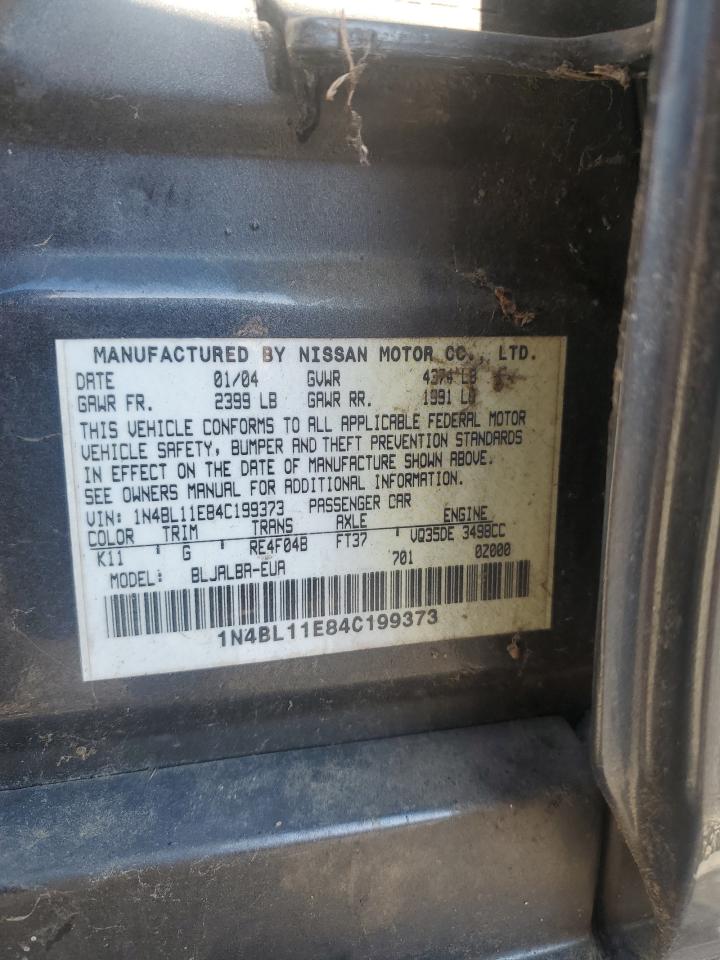 MANUFACTURED BY NISSAN MOTOR CO., LTD.
DATE 01/04 GVWR 4374 LB
GAWR FR. 2399 LB GAWR RR. 1991 LB
THIS VEHICLE CONFORMS TO ALL APPLICABLE FEDERAL MOTOR
VEHICLE SAFETY, BUMPER AND THEFT PREVENTION STANDARDS
IN EFFECT ON THE DATE OF MANUFACTURE SHOWN ABOVE.
SEE OWNERS MANUAL FOR ADDITIONAL INFORMATION.
VIN: 1N4BL11E84C199373 PASSENGER CAR
COLOR TRIM TRANS AXLE ENGINE
K11 G RE4F04B FT37 VQ35DE 3498CC
MODEL: BLJALBA-EUA 701 02000
1N4BL11E84C199373